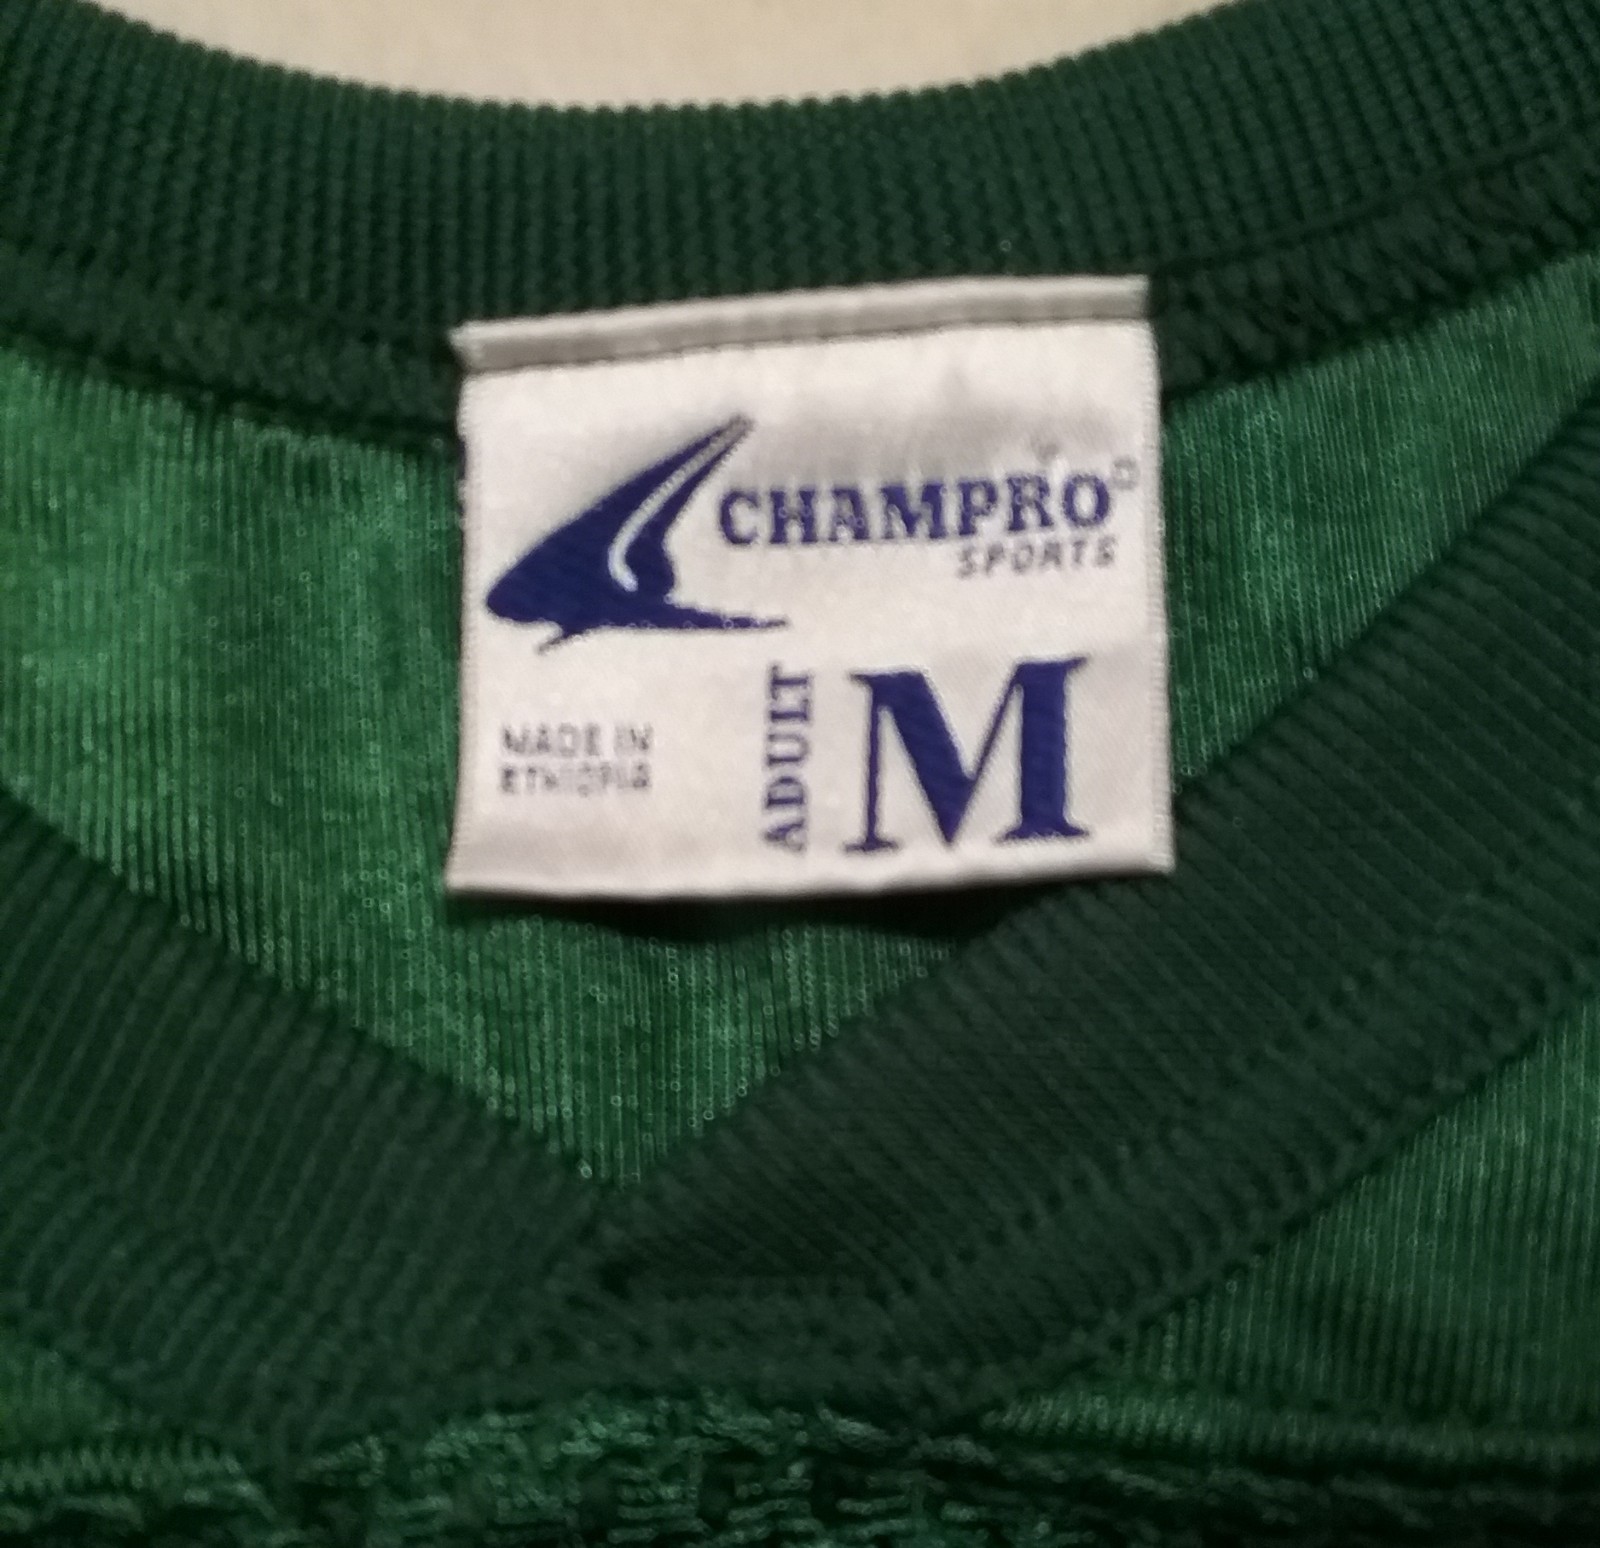 CHAMPRO
SPORTS
MADE IN
ETHIOPIA
ADULT
M